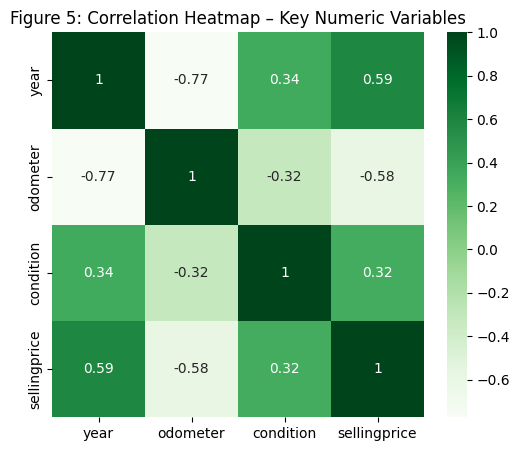 Figure 5: Correlation Heatmap – Key Numeric Variables
year 1 -0.77 0.34 0.59
odometer -0.77 1 -0.32 -0.58
condition 0.34 -0.32 1 0.32
sellingprice 0.59 -0.58 0.32 1
year odometer condition sellingprice
1.0
0.8
0.6
0.4
0.2
0.0
−0.2
−0.4
−0.6